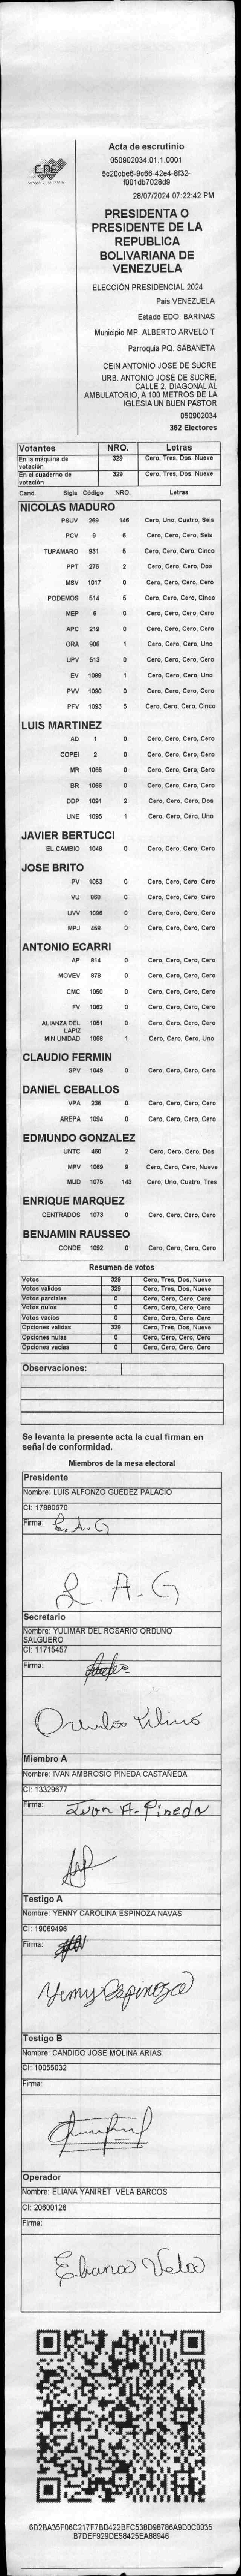 CNE
Acta de escrutinio
050902034.01.1.0001
5c20cbe6-9c66-42e4-8f32-
f001db7028d9
28/07/2024 07:22:42 PM
PRESIDENTA O
PRESIDENTE DE LA
REPUBLICA
BOLIVARIANA DE
VENEZUELA
ELECCIÓN PRESIDENCIAL 2024
Pais VENEZUELA
Estado EDO. BARINAS
Municipio MP. ALBERTO ARVELO T
Parroquia PQ. SABANETA
CEIN ANTONIO JOSE DE SUCRE
URB. ANTONIO JOSE DE SUCRE,
CALLE 2, DIAGONAL AL
AMBULATORIO, A 100 METROS DE LA
IGLESIA UN BUEN PASTOR
050902034
362 Electores
Votantes NRO. Letras
En la máquina de votación 329 Cero, Tres, Dos, Nueve
En el cuaderno de votación 329 Cero, Tres, Dos, Nueve
Cand. Sigla Código NRO. Letras
NICOLAS MADURO
PSUV 269 146 Cero, Uno, Cuatro, Seis
PCV 9 6 Cero, Cero, Cero, Seis
TUPAMARO 931 5 Cero, Cero, Cero, Cinco
PPT 276 2 Cero, Cero, Cero, Dos
MSV 1017 0 Cero, Cero, Cero, Cero
PODEMOS 514 5 Cero, Cero, Cero, Cinco
MEP 6 0 Cero, Cero, Cero, Cero
APC 219 0 Cero, Cero, Cero, Cero
ORA 906 1 Cero, Cero, Cero, Uno
UPV 513 0 Cero, Cero, Cero, Cero
EV 1089 1 Cero, Cero, Cero, Uno
PVV 1090 0 Cero, Cero, Cero, Cero
PFV 1093 5 Cero, Cero, Cero, Cinco
LUIS MARTINEZ
AD 1 0 Cero, Cero, Cero, Cero
COPEI 2 0 Cero, Cero, Cero, Cero
MR 1055 0 Cero, Cero, Cero, Cero
BR 1066 0 Cero, Cero, Cero, Cero
DDP 1091 2 Cero, Cero, Cero, Dos
UNE 1095 1 Cero, Cero, Cero, Uno
JAVIER BERTUCCI
EL CAMBIO 1048 0 Cero, Cero, Cero, Cero
JOSE BRITO
PV 1053 0 Cero, Cero, Cero, Cero
VU 868 0 Cero, Cero, Cero, Cero
UVV 1096 0 Cero, Cero, Cero, Cero
MPJ 459 0 Cero, Cero, Cero, Cero
ANTONIO ECARRI
AP 814 0 Cero, Cero, Cero, Cero
MOVEV 878 0 Cero, Cero, Cero, Cero
CMC 1050 0 Cero, Cero, Cero, Cero
FV 1052 0 Cero, Cero, Cero, Cero
ALIANZA DEL LAPIZ 1051 0 Cero, Cero, Cero, Cero
MIN UNIDAD 1068 1 Cero, Cero, Cero, Uno
CLAUDIO FERMIN
SPV 1049 0 Cero, Cero, Cero, Cero
DANIEL CEBALLOS
VPA 236 0 Cero, Cero, Cero, Cero
AREPA 1094 0 Cero, Cero, Cero, Cero
EDMUNDO GONZALEZ
UNTC 460 2 Cero, Cero, Cero, Dos
MPV 1069 9 Cero, Cero, Cero, Nueve
MUD 1075 143 Cero, Uno, Cuatro, Tres
ENRIQUE MARQUEZ
CENTRADOS 1073 0 Cero, Cero, Cero, Cero
BENJAMIN RAUSSEO
CONDE 1092 0 Cero, Cero, Cero, Cero
Resumen de votos
Votos 329 Cero, Tres, Dos, Nueve
Votos validos 329 Cero, Tres, Dos, Nueve
Votos parciales 0 Cero, Cero, Cero, Cero
Votos nulos 0 Cero, Cero, Cero, Cero
Votos vacios 0 Cero, Cero, Cero, Cero
Opciones validas 329 Cero, Tres, Dos, Nueve
Opciones nulas 0 Cero, Cero, Cero, Cero
Opciones vacias 0 Cero, Cero, Cero, Cero
Observaciones:
Se levanta la presente acta la cual firman en
señal de conformidad.
Miembros de la mesa electoral
Presidente
Nombre: LUIS ALFONZO GUEDEZ PALACIO
CI: 17880670
Firma: L.A.G
L.A-G
Secretario
Nombre: YULIMAR DEL ROSARIO ORDUNO
SALGUERO
CI: 11715457
Firma:
Miembro A
Nombre: IVAN AMBROSIO PINEDA CASTAÑEDA
CI: 13329677
Firma: Ivan A. Pineda
Testigo A
Nombre: YENNY CAROLINA ESPINOZA NAVAS
CI: 19069496
Firma:
Yenny Espinoza
Testigo B
Nombre: CANDIDO JOSE MOLINA ARIAS
CI: 10055032
Firma:
Operador
Nombre: ELIANA YANIRET VELA BARCOS
CI: 20600126
Firma:
Eliana Vela
6D2BA35F06C217F7BD422BFC538D98786A9D0C0035
B7DEF929DE58425EA88946